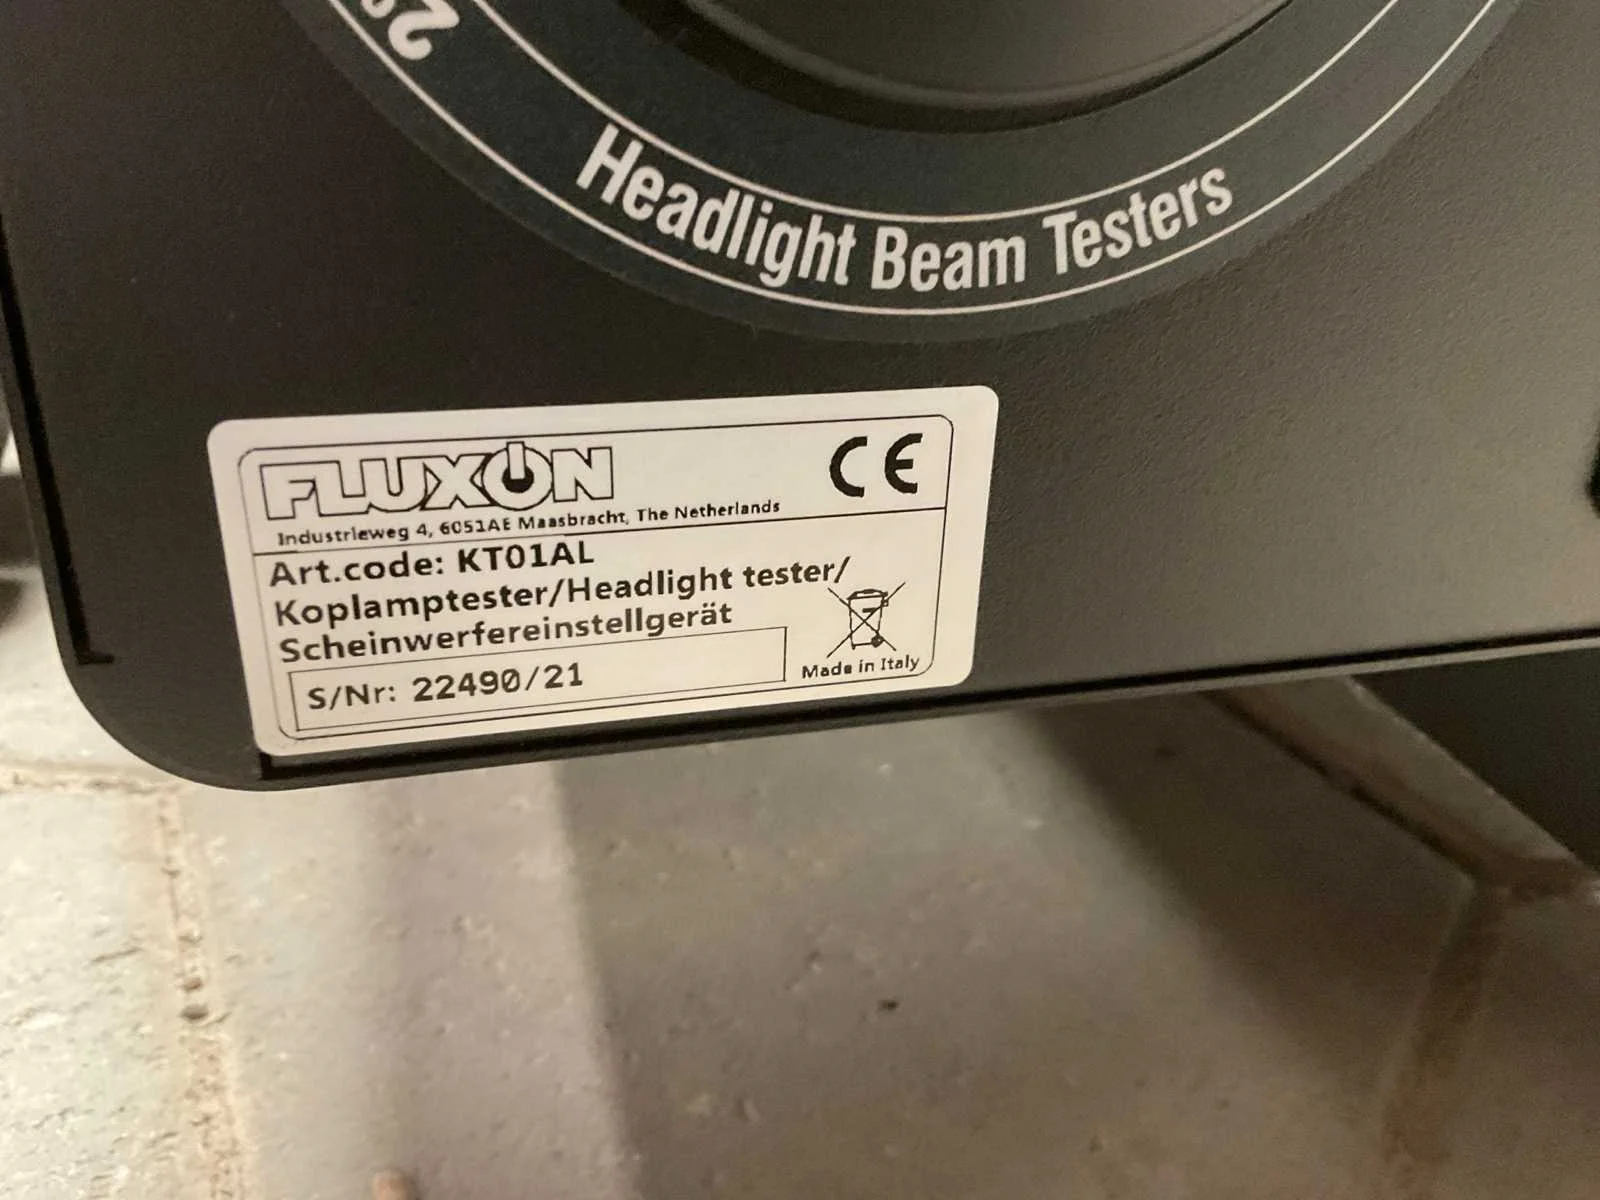 2°
Headlight Beam Testers
FLUXON
CE
Industrieweg 4, 6051AE Maasbracht, The Netherlands
Art.code: KT01AL
Koplamptester/Headlight tester/
Scheinwerfereinstellgerät
S/Nr: 22490/21
Made in Italy